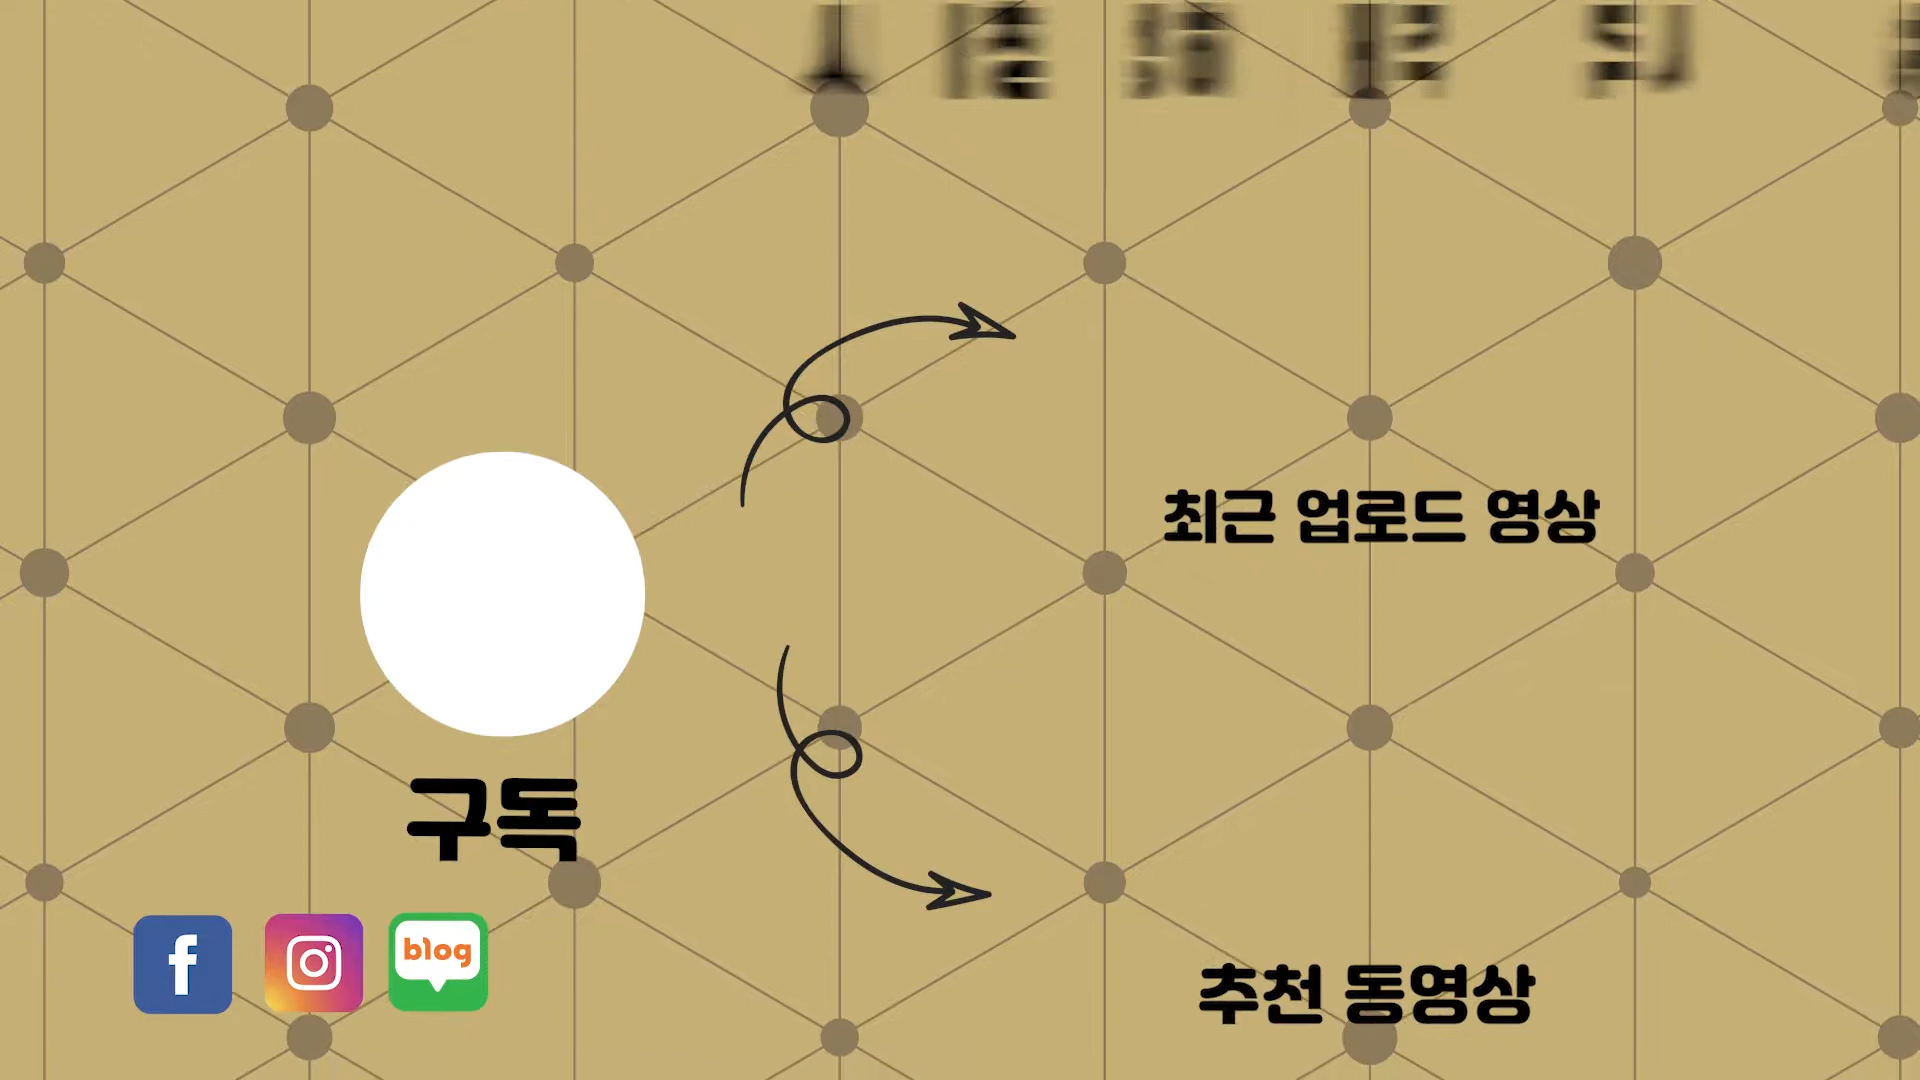 최근 업로드 영상
구독
blog
추천 동영상